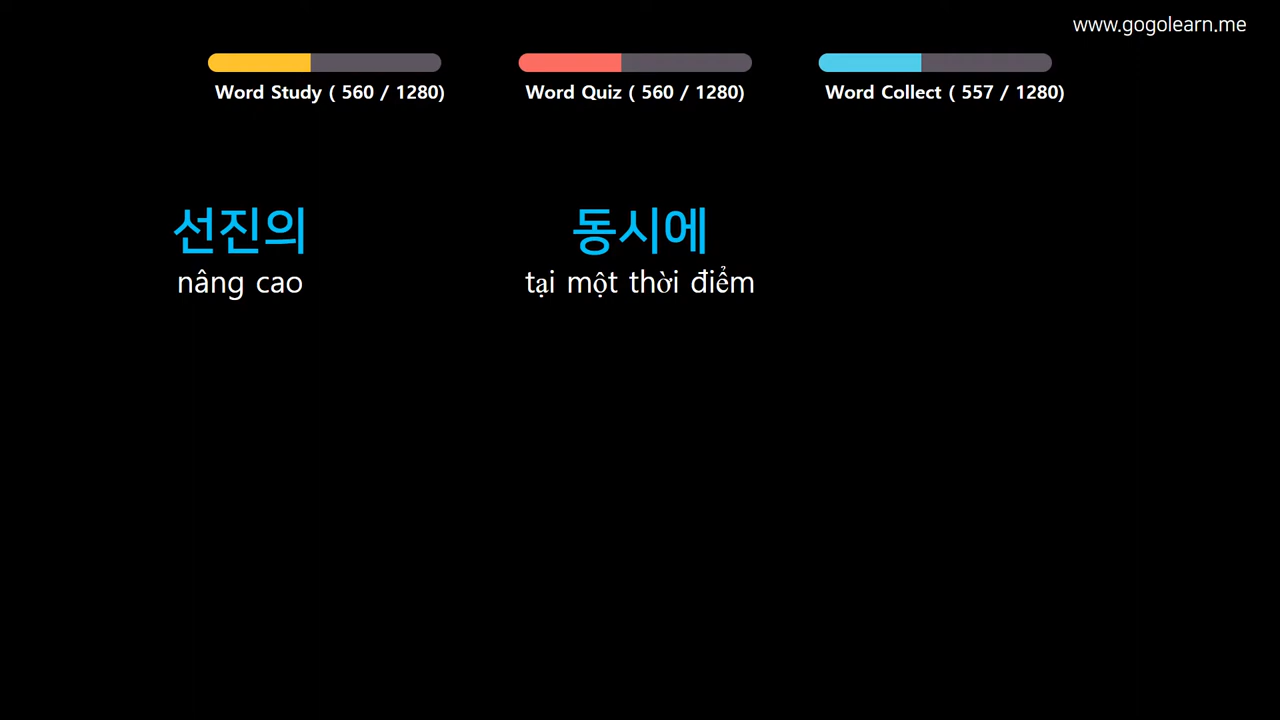 www.gogolearn.me
Word Study ( 560 / 1280)
Word Quiz ( 560 / 1280)
Word Collect ( 557 / 1280)
선진의
nâng cao
동시에
tại một thời điểm